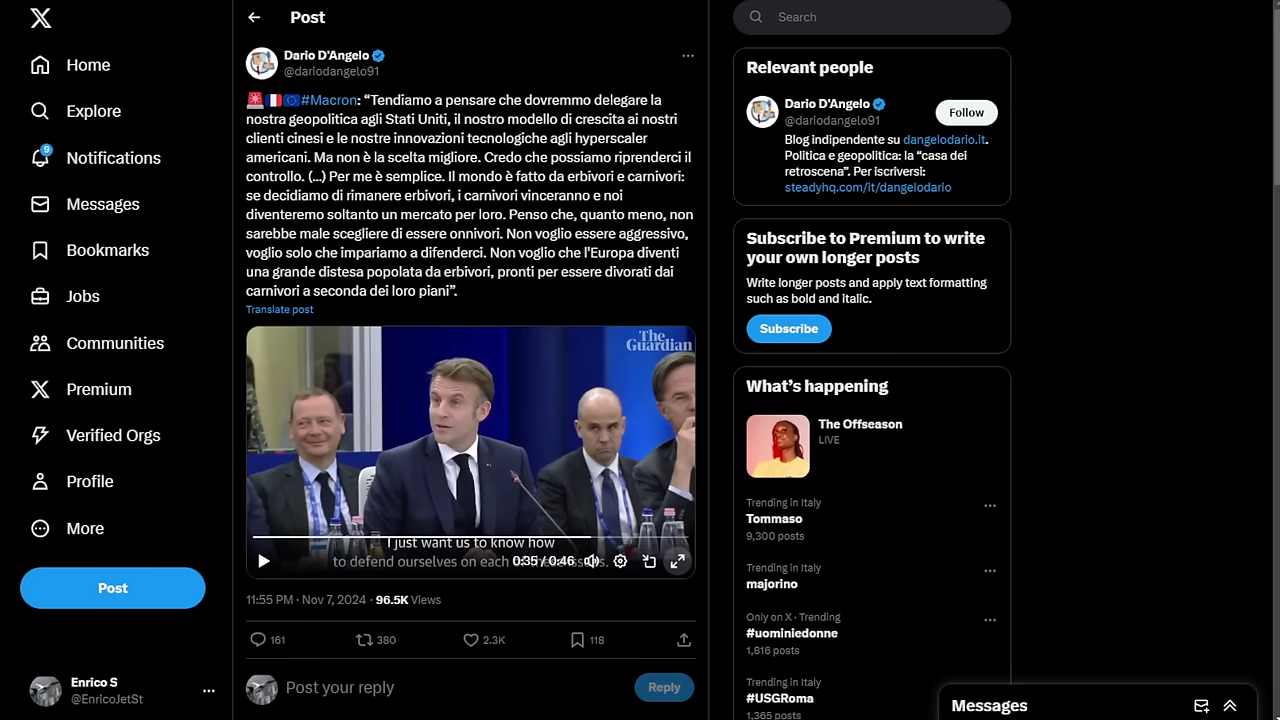 Home
Explore
9
Notifications
Messages
Bookmarks
Jobs
Communities
Premium
Verified Orgs
Profile
More
Post
Enrico S
@EnricoJetSt
Post
Dario D'Angelo
@dariodangelo91
🚨🇫🇷🇪🇺#Macron: “Tendiamo a pensare che dovremmo delegare la
nostra geopolitica agli Stati Uniti, il nostro modello di crescita ai nostri
clienti cinesi e le nostre innovazioni tecnologiche agli hyperscaler
americani. Ma non è la scelta migliore. Credo che possiamo riprenderci il
controllo. (...) Per me è semplice. Il mondo è fatto da erbivori e carnivori:
se decidiamo di rimanere erbivori, i carnivori vinceranno e noi
diventeremo soltanto un mercato per loro. Penso che, quanto meno, non
sarebbe male scegliere di essere onnivori. Non voglio essere aggressivo,
voglio solo che impariamo a difenderci. Non voglio che l'Europa diventi
una grande distesa popolata da erbivori, pronti per essere divorati dai
carnivori a seconda dei loro piani”.
Translate post
The
Guardian
I just want us to know how
to defend ourselves on each of
0:35 / 0:46
11:55 PM · Nov 7, 2024 · 96.5K Views
161
380
2.3K
118
Post your reply
Reply
Search
Relevant people
Dario D'Angelo
@dariodangelo91
Follow
Blog indipendente su dangelodario.it.
Politica e geopolitica: la “casa dei
retroscena”. Per iscriversi:
steadyhq.com/it/dangelodario
Subscribe to Premium to write
your own longer posts
Write longer posts and apply text formatting
such as bold and italic.
Subscribe
What's happening
The Offseason
LIVE
Trending in Italy
Tommaso
9,300 posts
Trending in Italy
majorino
Only on X · Trending
#uominiedonne
1,816 posts
Trending in Italy
#USGRoma
1,365 posts
Messages